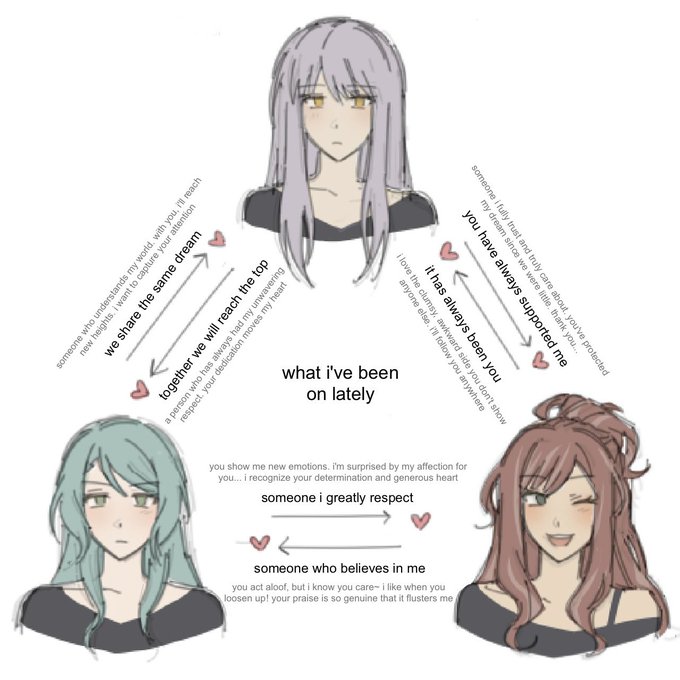 someone who understands my world. with you, i'll reach
new heights. i want to capture your attention
we share the same dream
together we will reach the top
a person who has always had my unwavering
respect. your dedication moves my heart
someone i fully trust and truly care about. you've protected
my dream since we were little. thank you...
you have always supported me
it has always been you
i love the clumsy, awkward side you don't show
anyone else. i'll follow you anywhere
what i've been
on lately
you show me new emotions. i'm surprised by my affection for
you... i recognize your determination and generous heart
someone i greatly respect
someone who believes in me
you act aloof, but i know you care~ i like when you
loosen up! your praise is so genuine that it flusters me